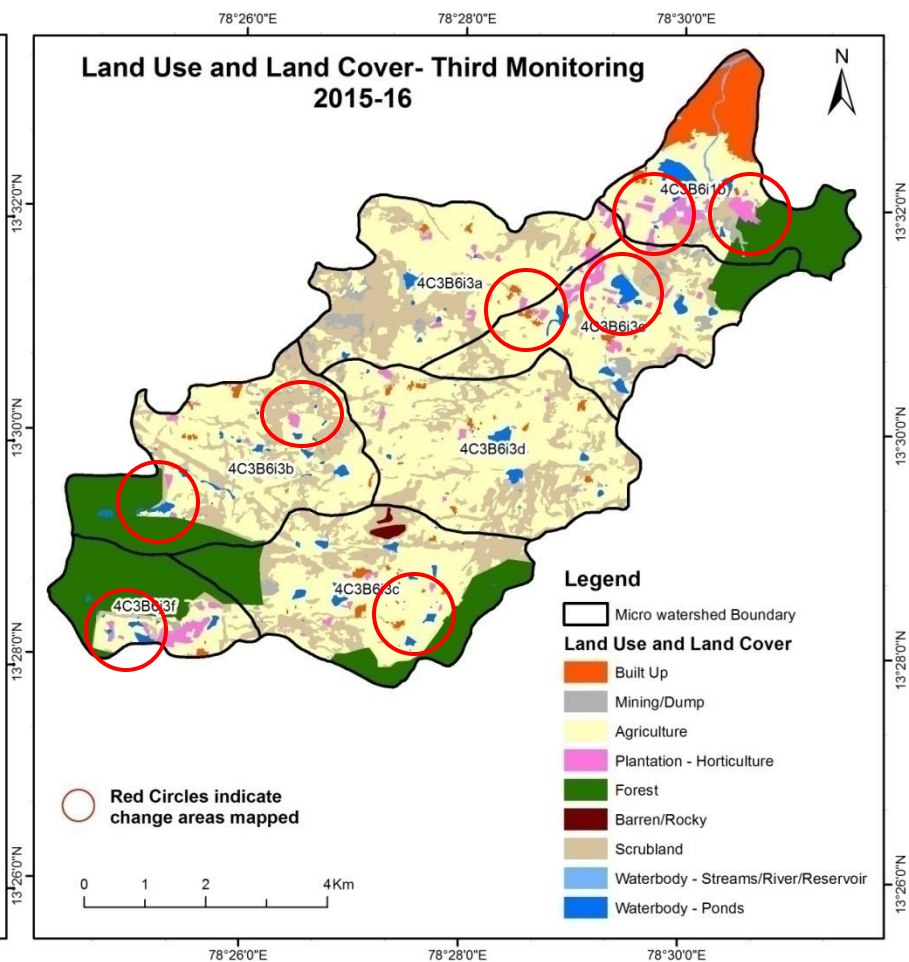 78°26'0"E 78°28'0"E 78°30'0"E
Land Use and Land Cover- Third Monitoring
2015-16
N
13°32'0"N 13°32'0"N
4C3B6i1b
4C3B6i3a
4C3B6i3e
13°30'0"N 13°30'0"N
4C3B6i3d
4C3B6i3b
4C3B6i3c
4C3B6i3f
13°28'0"N 13°28'0"N
Legend
Micro watershed Boundary
Land Use and Land Cover
Built Up
Mining/Dump
Agriculture
Plantation - Horticulture
Forest
Barren/Rocky
Scrubland
Waterbody - Streams/River/Reservoir
Waterbody - Ponds
Red Circles indicate
change areas mapped
13°26'0"N 13°26'0"N
0 1 2 4Km
78°26'0"E 78°28'0"E 78°30'0"E